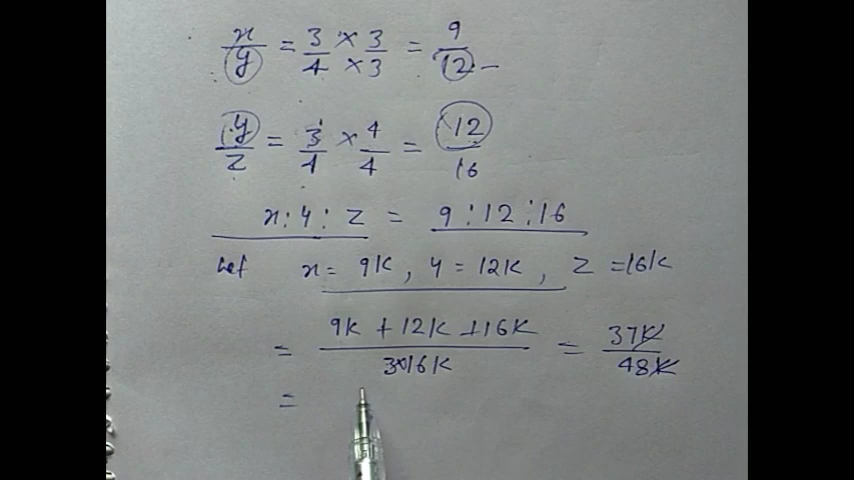 x/y = 3/4 × 3/3 = 9/12
y/z = 3/4 × 4/4 = 12/16
x : y : z = 9 : 12 : 16
Let x = 9K, y = 12K, z = 16K
= 9K + 12K + 16K / 3×16K = 37K / 48K
=